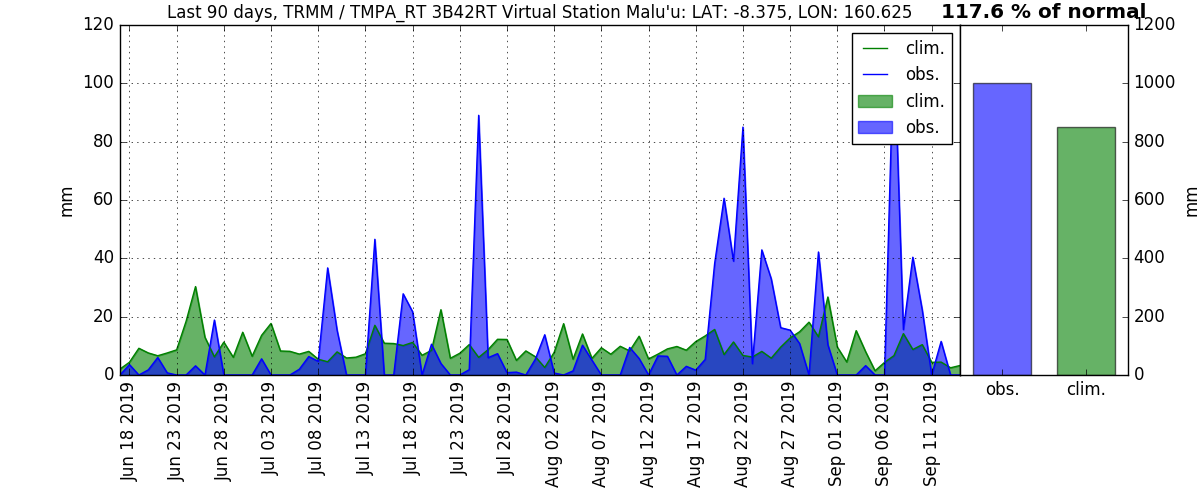 Last 90 days, TRMM / TMPA_RT 3B42RT Virtual Station Malu'u: LAT: -8.375, LON: 160.625
117.6 % of normal
120
100
80
60
40
20
0
mm
clim.
obs.
clim.
obs.
1200
1000
800
600
400
200
0
mm
Jun 18 2019
Jun 23 2019
Jun 28 2019
Jul 03 2019
Jul 08 2019
Jul 13 2019
Jul 18 2019
Jul 23 2019
Jul 28 2019
Aug 02 2019
Aug 07 2019
Aug 12 2019
Aug 17 2019
Aug 22 2019
Aug 27 2019
Sep 01 2019
Sep 06 2019
Sep 11 2019
obs.
clim.